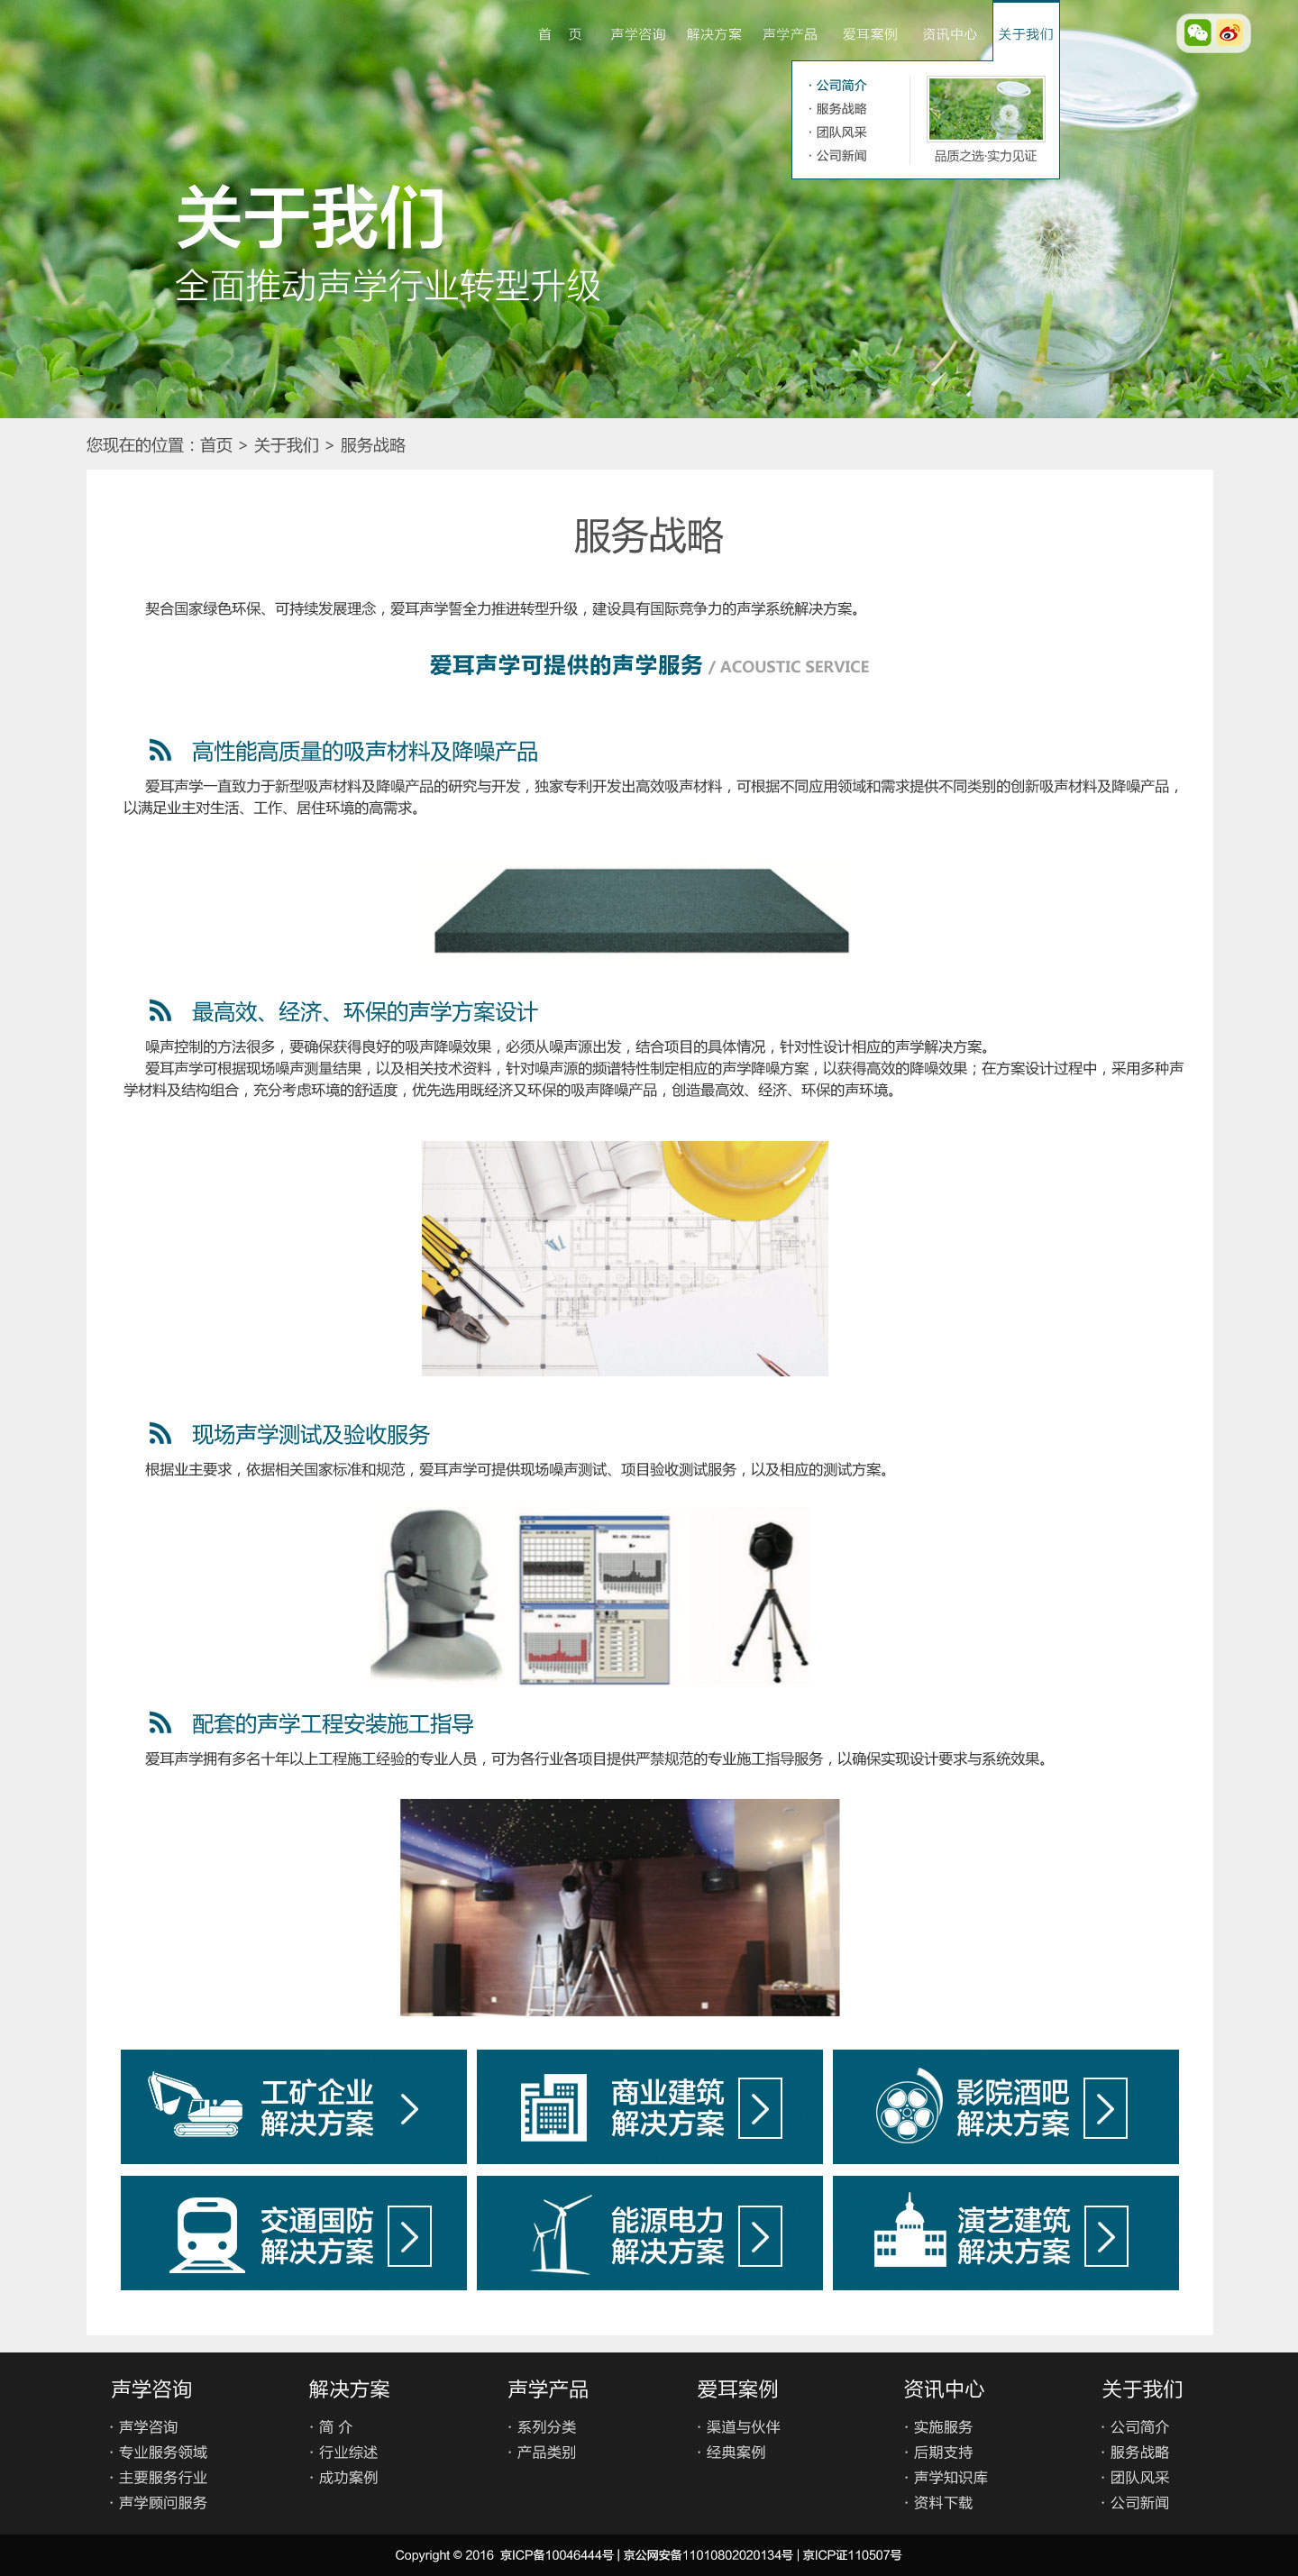 首 页 声学咨询 解决方案 声学产品 爱耳案例 资讯中心 关于我们
· 公司简介
· 服务战略
· 团队风采
· 公司新闻
品质之选·实力见证
关于我们
全面推动声学行业转型升级
您现在的位置：首页 > 关于我们 > 服务战略
服务战略
契合国家绿色环保、可持续发展理念，爱耳声学誓全力推进转型升级，建设具有国际竞争力的声学系统解决方案。
爱耳声学可提供的声学服务 / ACOUSTIC SERVICE
高性能高质量的吸声材料及降噪产品
爱耳声学一直致力于新型吸声材料及降噪产品的研究与开发，独家专利开发出高效吸声材料，可根据不同应用领域和需求提供不同类别的创新吸声材料及降噪产品，
以满足业主对生活、工作、居住环境的高需求。
最高效、经济、环保的声学方案设计
噪声控制的方法很多，要确保获得良好的吸声降噪效果，必须从噪声源出发，结合项目的具体情况，针对性设计相应的声学解决方案。
爱耳声学可根据现场噪声测量结果，以及相关技术资料，针对噪声源的频谱特性制定相应的声学降噪方案，以获得高效的降噪效果；在方案设计过程中，采用多种声
学材料及结构组合，充分考虑环境的舒适度，优先选用既经济又环保的吸声降噪产品，创造最高效、经济、环保的声环境。
现场声学测试及验收服务
根据业主要求，依据相关国家标准和规范，爱耳声学可提供现场噪声测试、项目验收测试服务，以及相应的测试方案。
配套的声学工程安装施工指导
爱耳声学拥有多名十年以上工程施工经验的专业人员，可为各行业各项目提供严禁规范的专业施工指导服务，以确保实现设计要求与系统效果。
工矿企业
解决方案
商业建筑
解决方案
影院酒吧
解决方案
交通国防
解决方案
能源电力
解决方案
演艺建筑
解决方案
声学咨询
· 声学咨询
· 专业服务领域
· 主要服务行业
· 声学顾问服务
解决方案
· 简 介
· 行业综述
· 成功案例
声学产品
· 系列分类
· 产品类别
爱耳案例
· 渠道与伙伴
· 经典案例
资讯中心
· 实施服务
· 后期支持
· 声学知识库
· 资料下载
关于我们
· 公司简介
· 服务战略
· 团队风采
· 公司新闻
Copyright © 2016 京ICP备10046444号 | 京公网安备11010802020134号 | 京ICP证110507号